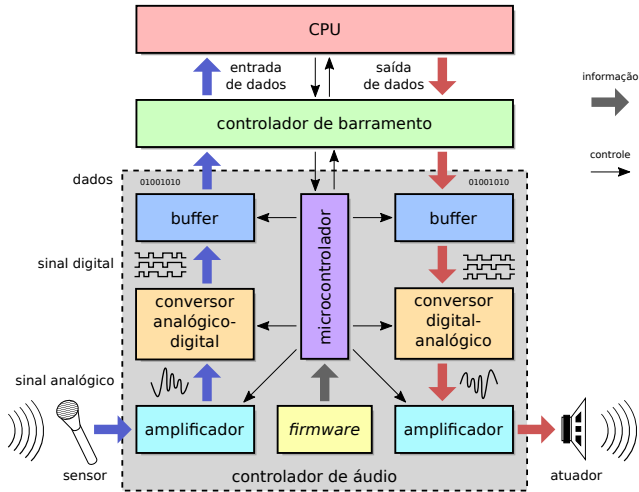 CPU
entrada
de dados
saída
de dados
informação
controlador de barramento
controle
dados
01001010
01001010
buffer
microcontrolador
buffer
sinal digital
conversor
analógico-
digital
conversor
digital-
analógico
sinal analógico
amplificador
firmware
amplificador
sensor
controlador de áudio
atuador